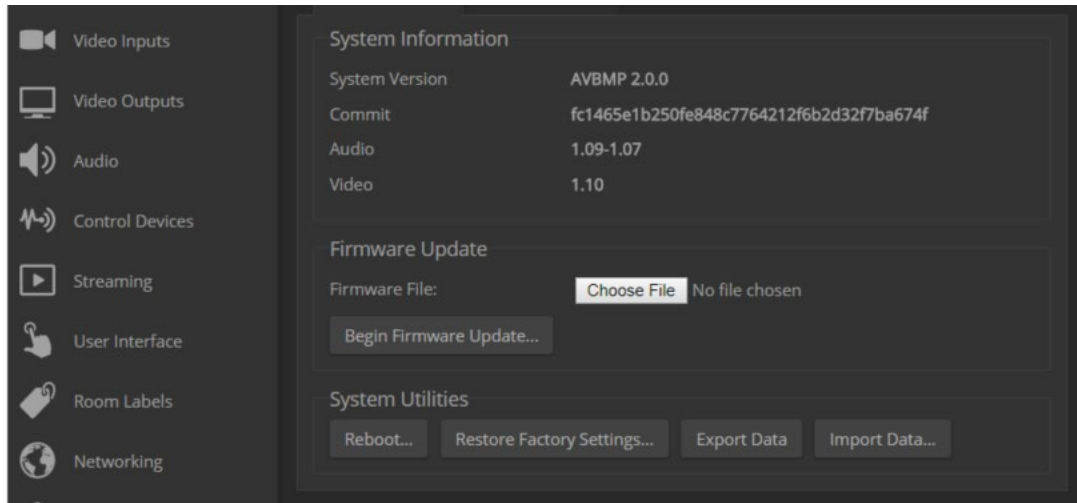 Video Inputs
Video Outputs
Audio
Control Devices
Streaming
User Interface
Room Labels
Networking
System Information
System Version AVBMP 2.0.0
Commit fc1465e1b250fe848c7764212f6b2d32f7ba674f
Audio 1.09-1.07
Video 1.10
Firmware Update
Firmware File: Choose File No file chosen
Begin Firmware Update...
System Utilities
Reboot... Restore Factory Settings... Export Data Import Data...